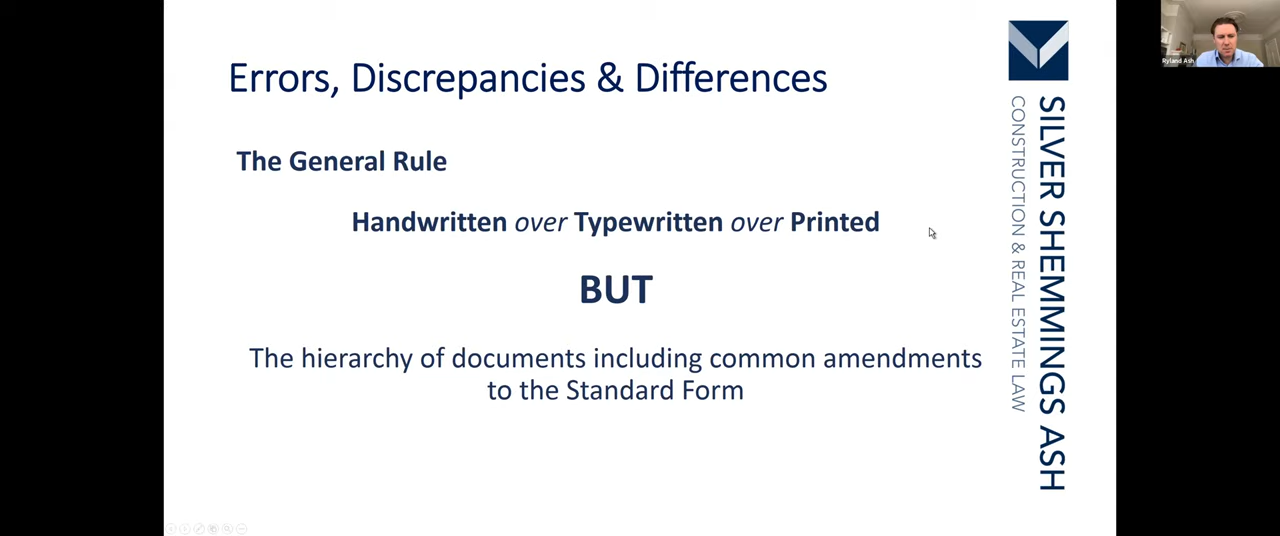 Errors, Discrepancies & Differences
The General Rule
Handwritten over Typewritten over Printed
BUT
The hierarchy of documents including common amendments
to the Standard Form
SILVER SHEMMINGS ASH
CONSTRUCTION & REAL ESTATE LAW
Ryland Ash